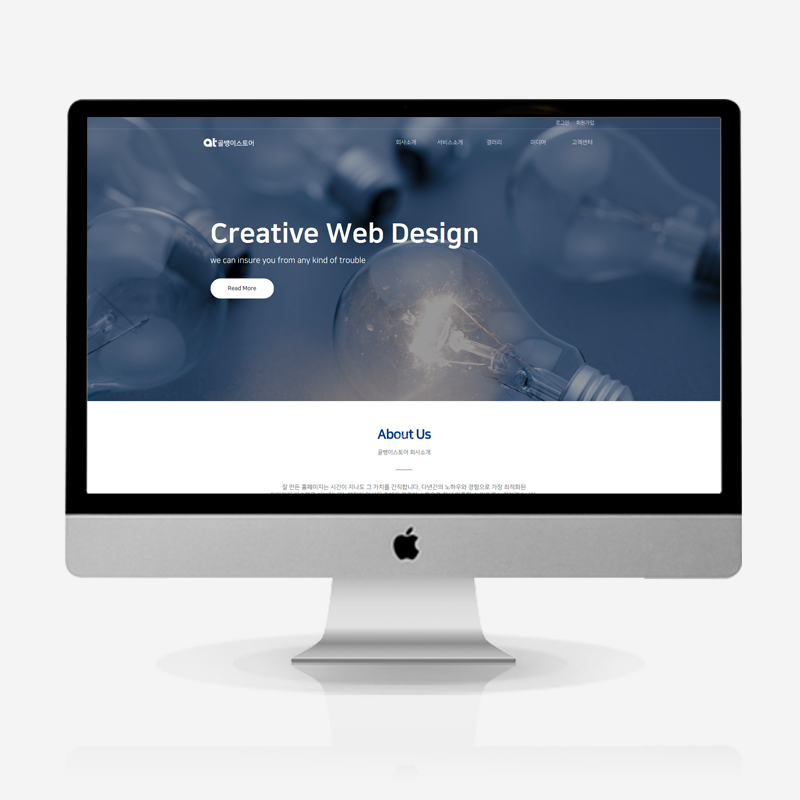 로그인 회원가입
at골뱅이스토어
회사소개 서비스소개 갤러리 미디어 고객센터
Creative Web Design
we can insure you from any kind of trouble
Read More
About Us
골뱅이스토어 회사소개
잘 만든 홈페이지는 시간이 지나도 그 가치를 간직합니다. 다년간의 노하우와 경험으로 가장 최적화된